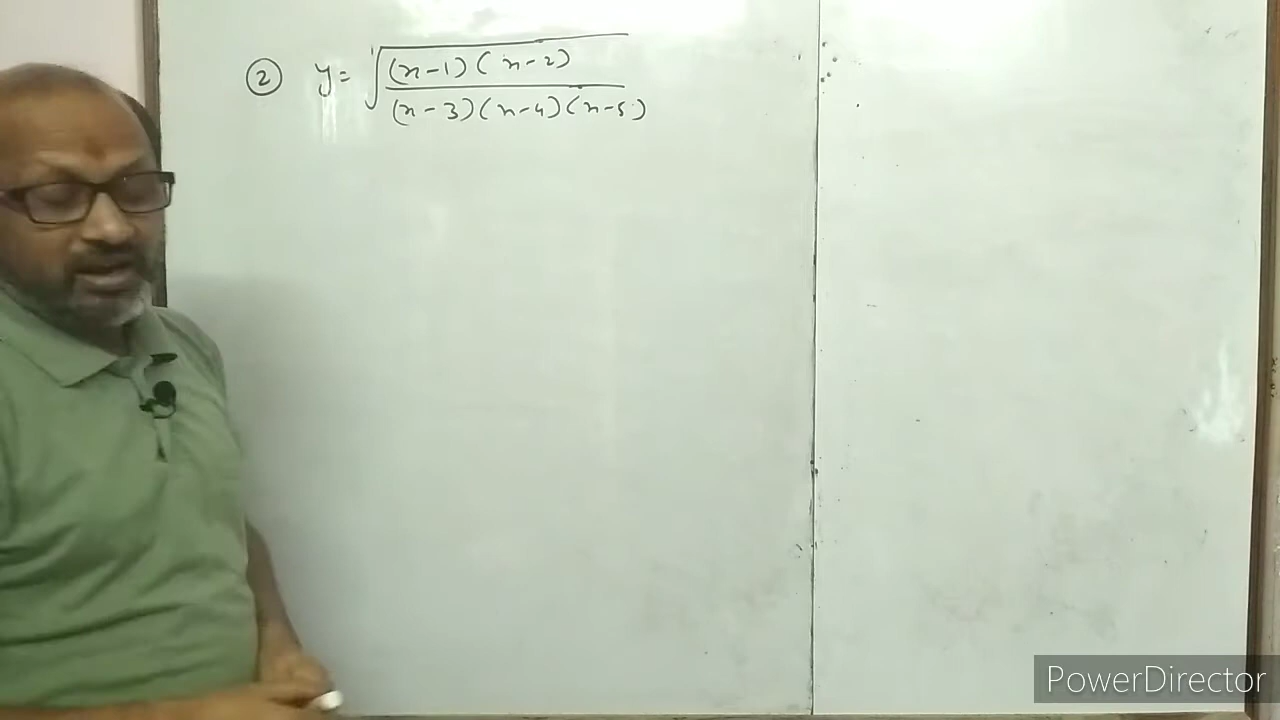 ② y = √((x-1)(x-2)
(x-3)(x-4)(x-5))
PowerDirector